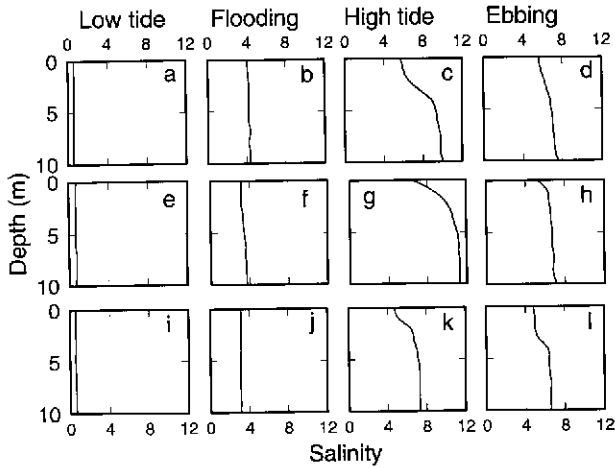 Low tide Flooding High tide Ebbing
0 4 8 12 0 4 8 12 0 4 8 12 0 4 8 12
0 a b c d
5
10
0 e f g h
5
10
0 i j k l
5
10
0 4 8 12 0 4 8 12 0 4 8 12 0 4 8 12
Depth (m)
Salinity